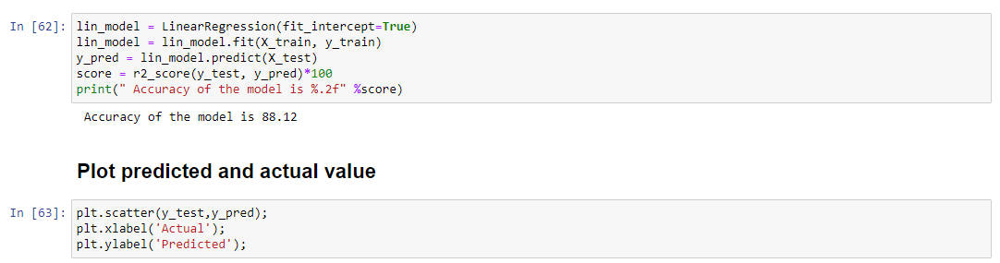 In [62]: lin_model = LinearRegression(fit_intercept=True)
lin_model = lin_model.fit(X_train, y_train)
y_pred = lin_model.predict(X_test)
score = r2_score(y_test, y_pred)*100
print(" Accuracy of the model is %.2f" %score)
Accuracy of the model is 88.12
Plot predicted and actual value
In [63]: plt.scatter(y_test,y_pred);
plt.xlabel('Actual');
plt.ylabel('Predicted');